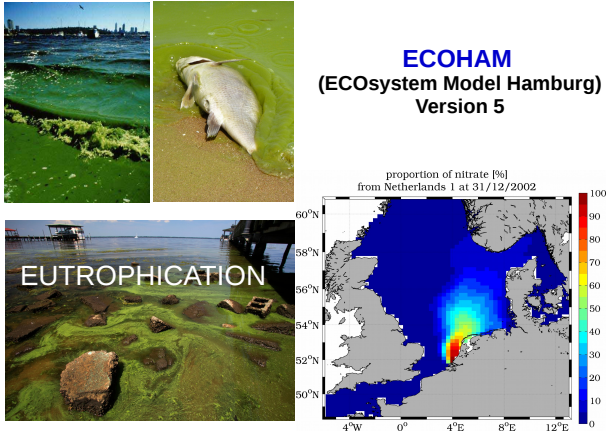 ECOHAM
(ECOsystem Model Hamburg)
Version 5
EUTROPHICATION
proportion of nitrate [%]
from Netherlands 1 at 31/12/2002
60°N
58°N
56°N
54°N
52°N
50°N
4°W
0°
4°E
8°E
12°E
100
90
80
70
60
50
40
30
20
10
0